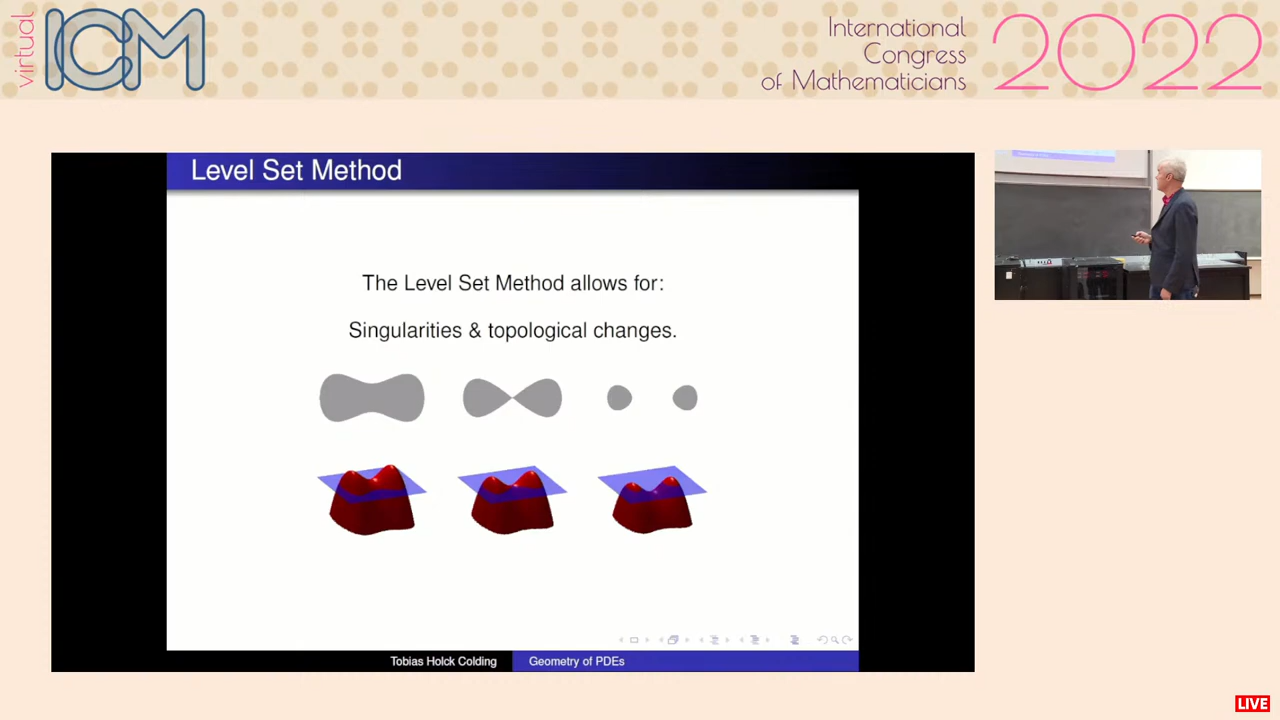 virtual
ICM
International
Congress
of Mathematicians
2022
Level Set Method
The Level Set Method allows for:
Singularities & topological changes.
Tobias Holck Colding
Geometry of PDEs
LIVE